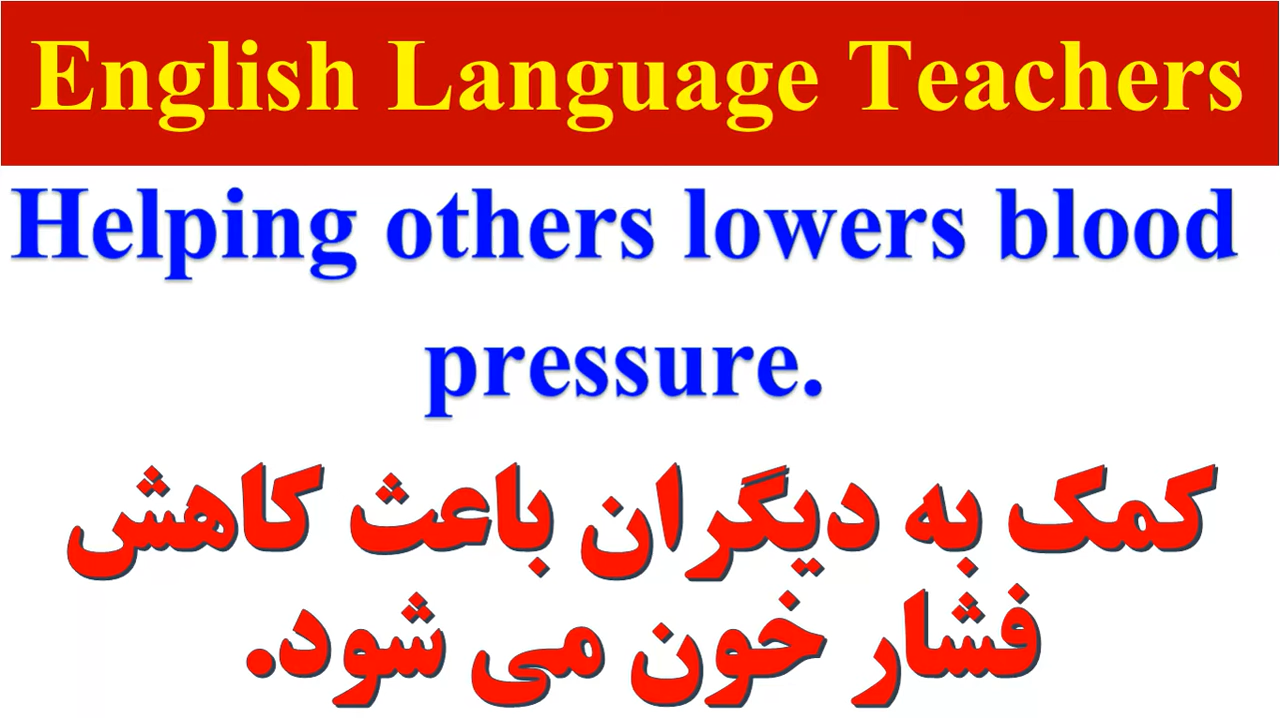 English Language Teachers
Helping others lowers blood
pressure.
کمک به دیگران باعث کاهش
فشار خون می شود.